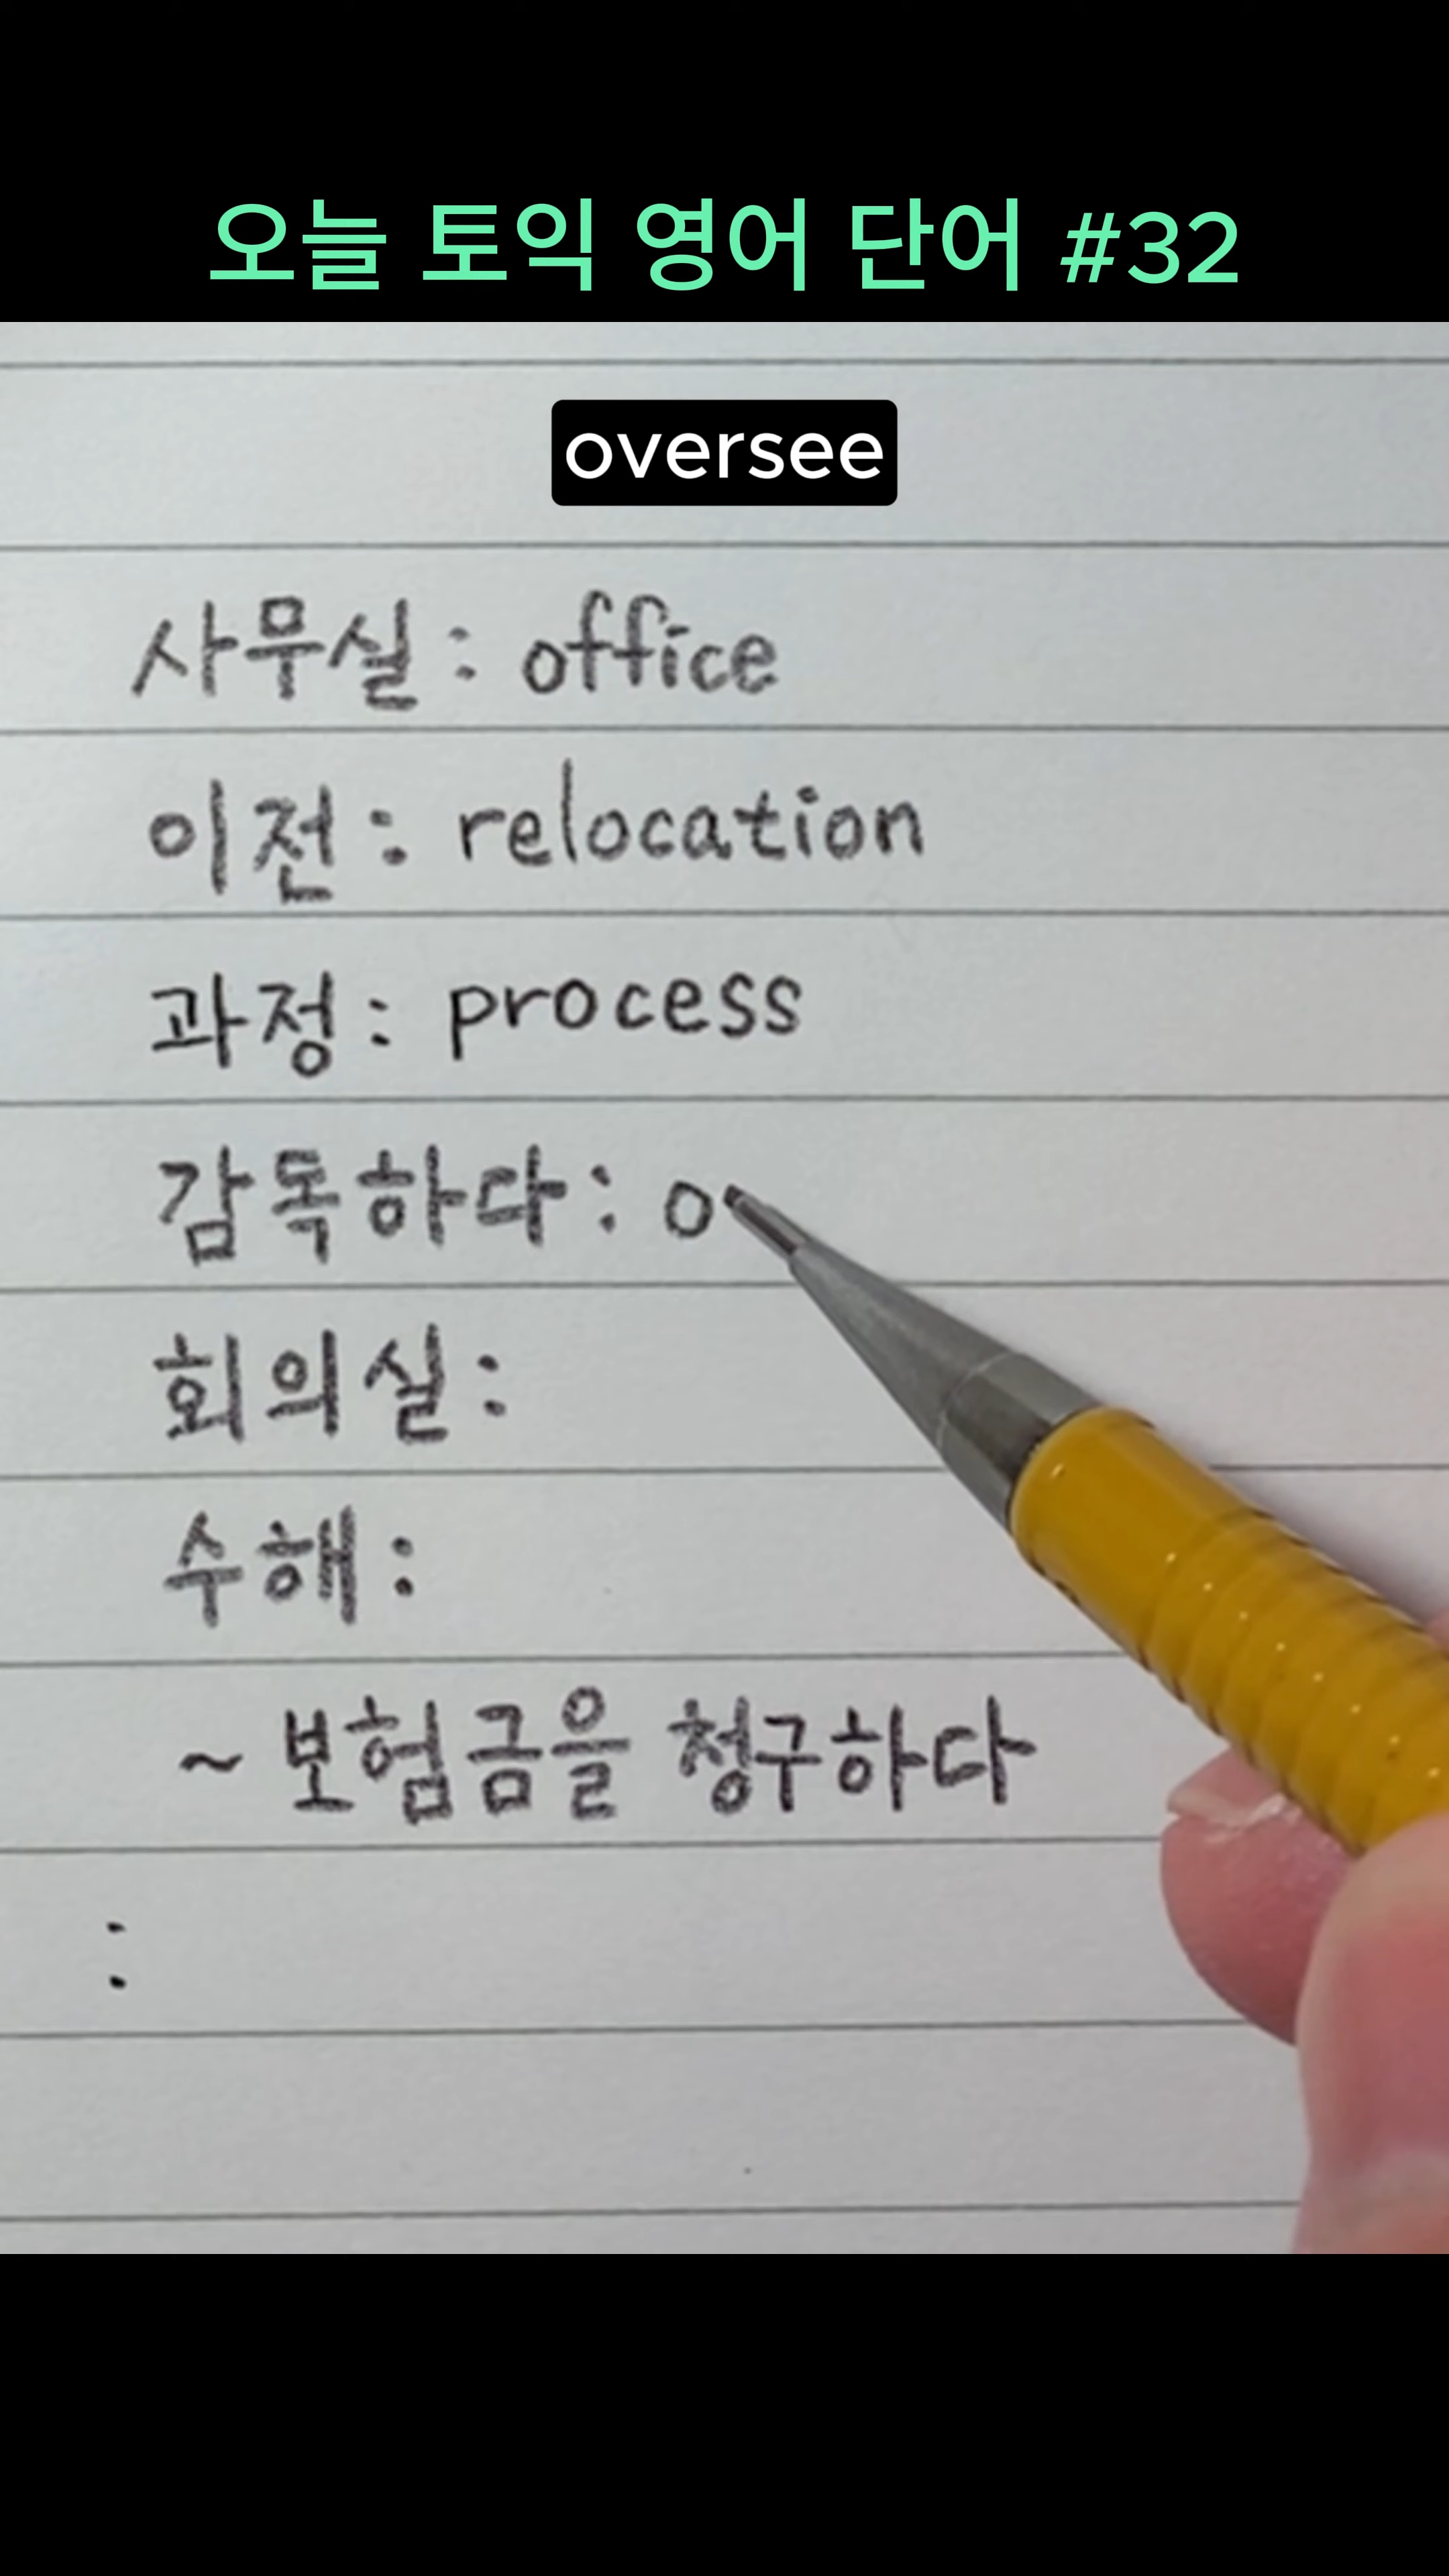 오늘 토익 영어 단어 #32
oversee
사무실 : office
이전 : relocation
과정 : process
감독하다 : o
회의실 :
수해 :
~ 보험금을 청구하다
: